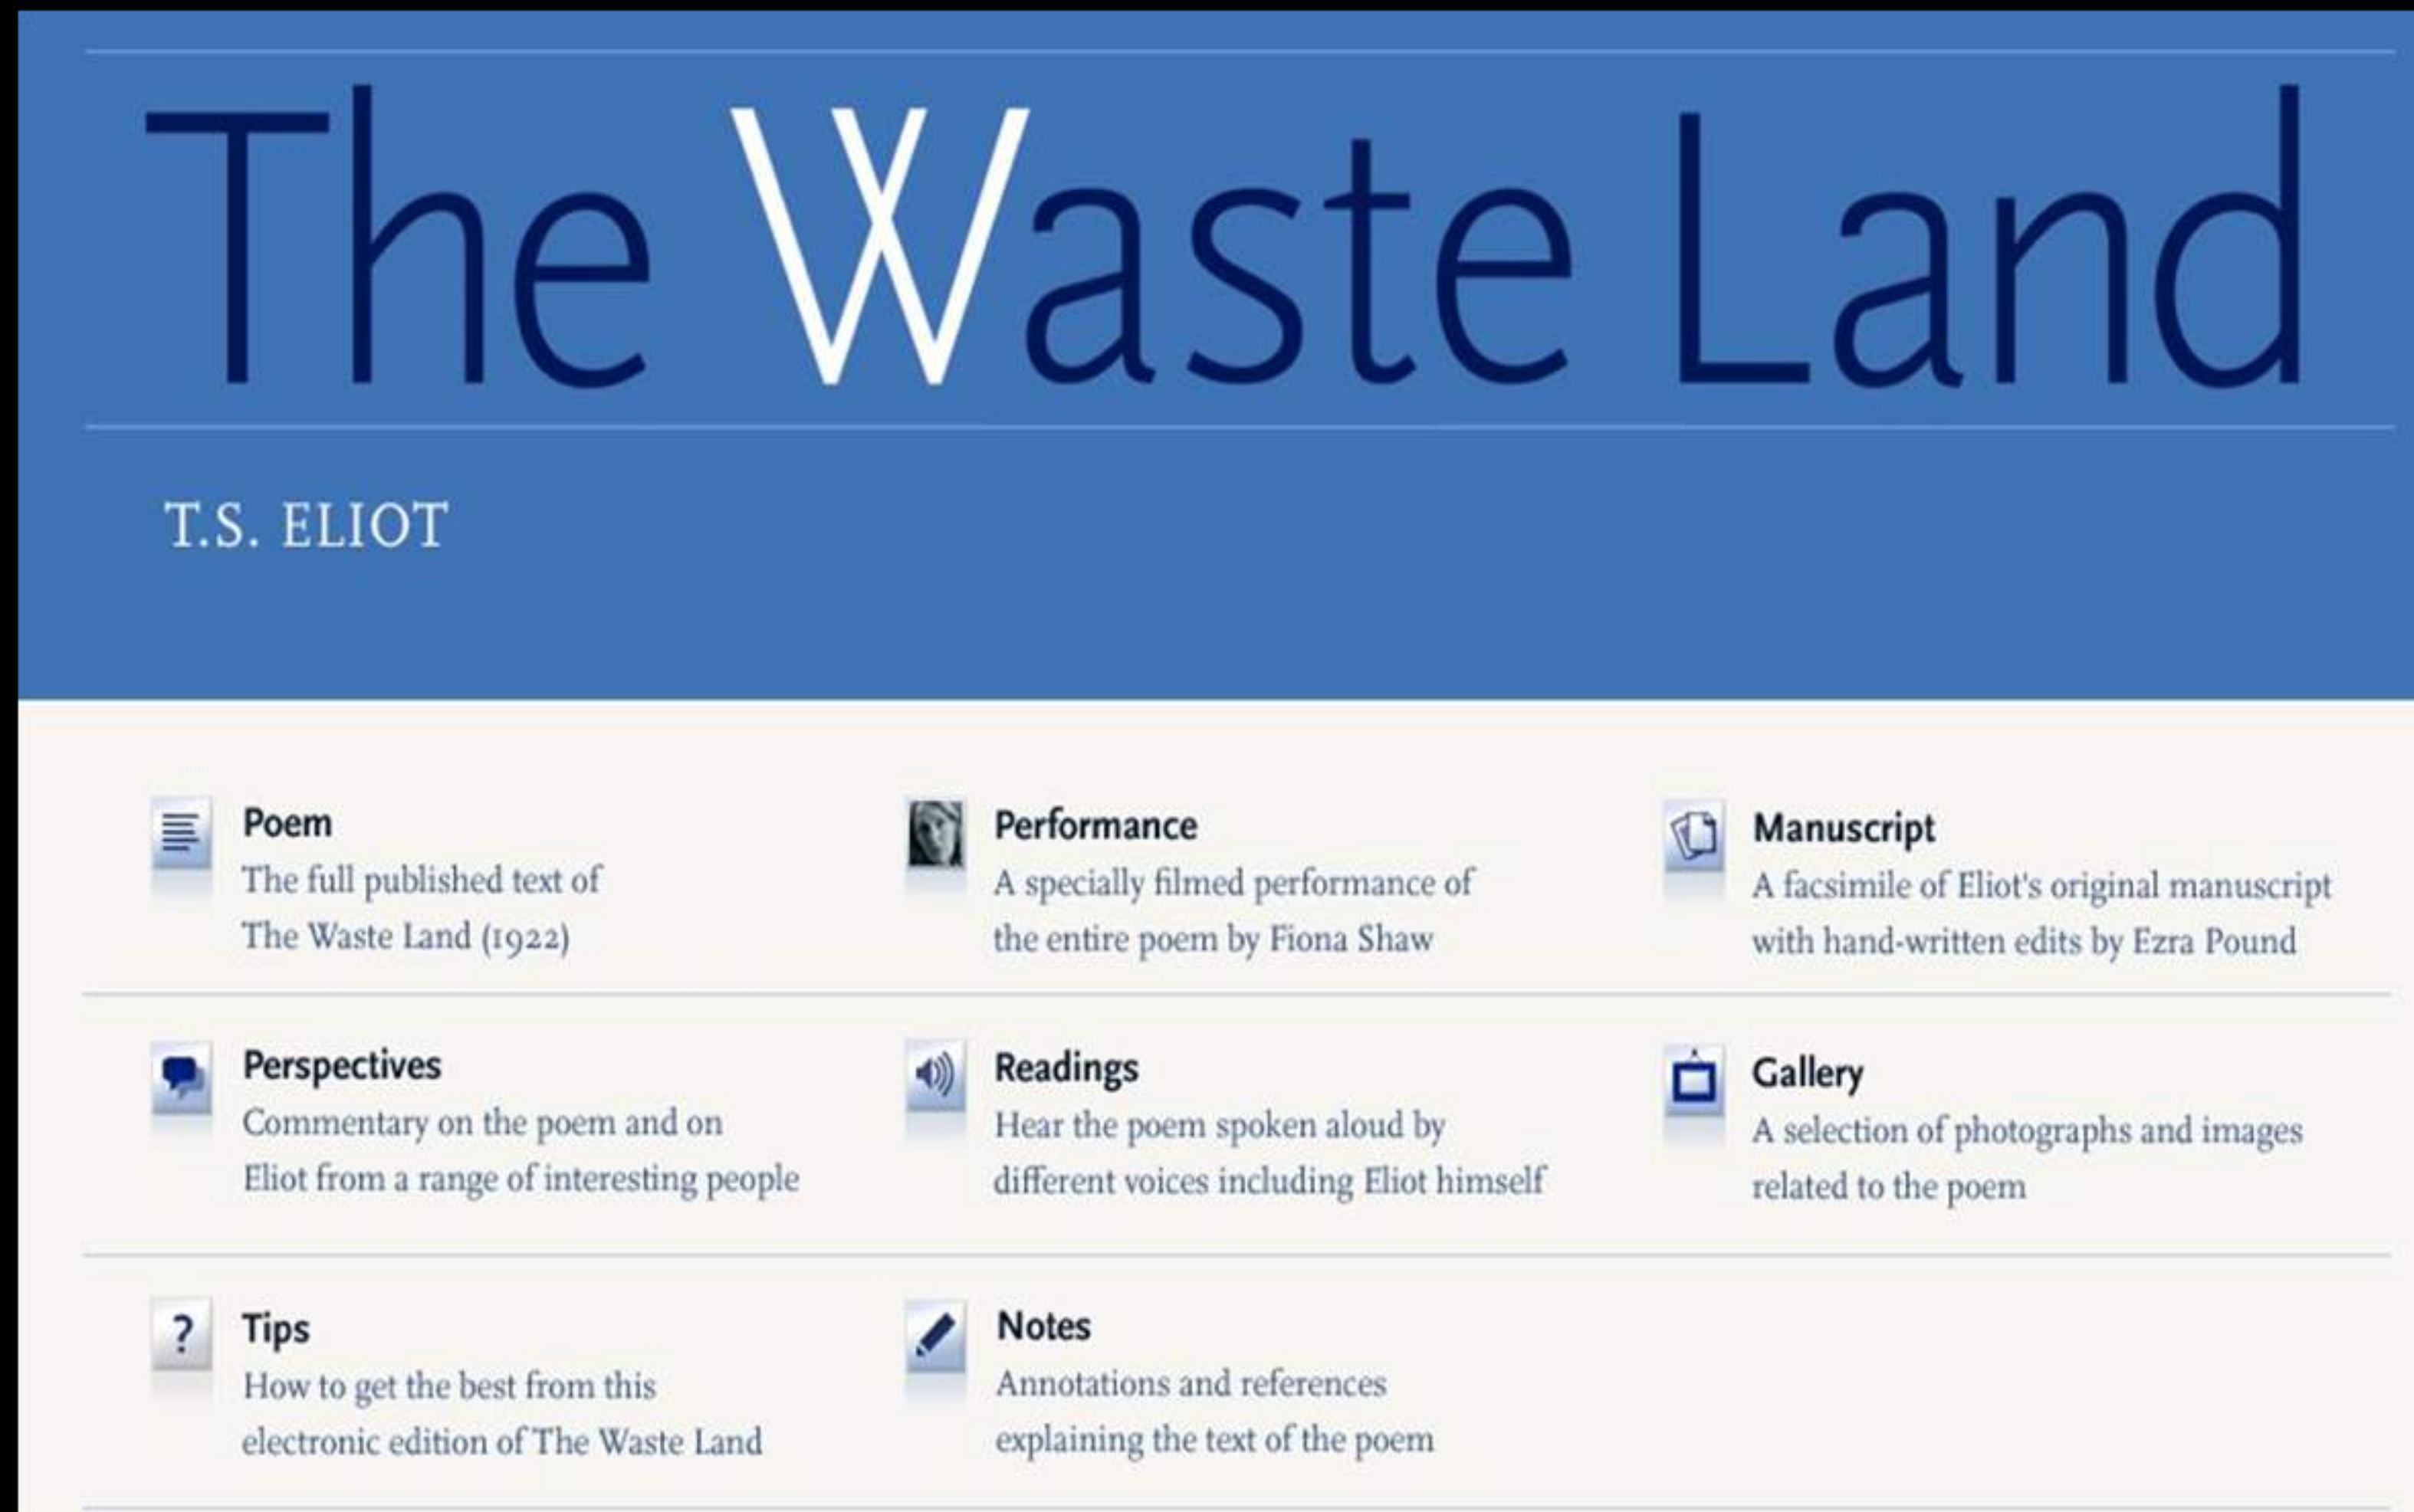 The Waste Land
T.S. ELIOT
Poem
The full published text of
The Waste Land (1922)
Performance
A specially filmed performance of
the entire poem by Fiona Shaw
Manuscript
A facsimile of Eliot's original manuscript
with hand-written edits by Ezra Pound
Perspectives
Commentary on the poem and on
Eliot from a range of interesting people
Readings
Hear the poem spoken aloud by
different voices including Eliot himself
Gallery
A selection of photographs and images
related to the poem
? Tips
How to get the best from this
electronic edition of The Waste Land
Notes
Annotations and references
explaining the text of the poem